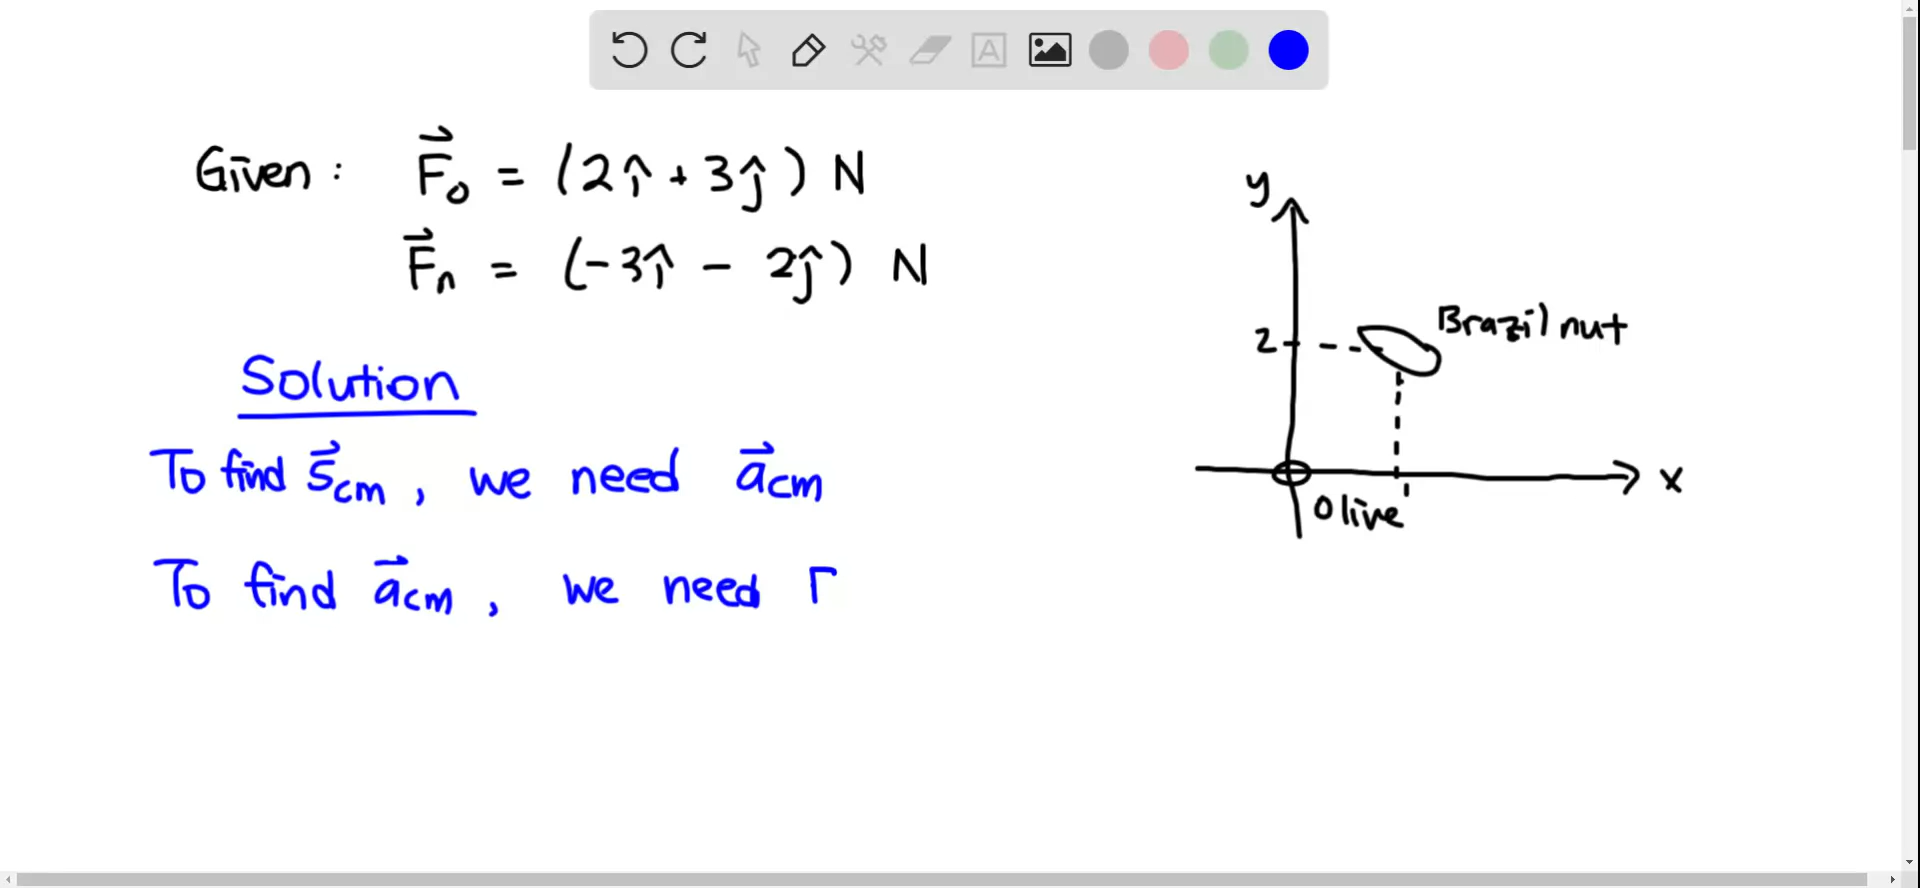 Given: F⃗o = (2î + 3ĵ) N
F⃗n = (-3î - 2ĵ) N
Solution
To find s⃗cm, we need a⃗cm
To find a⃗cm, we need
y
2
Brazil nut
x
1
Olive
A